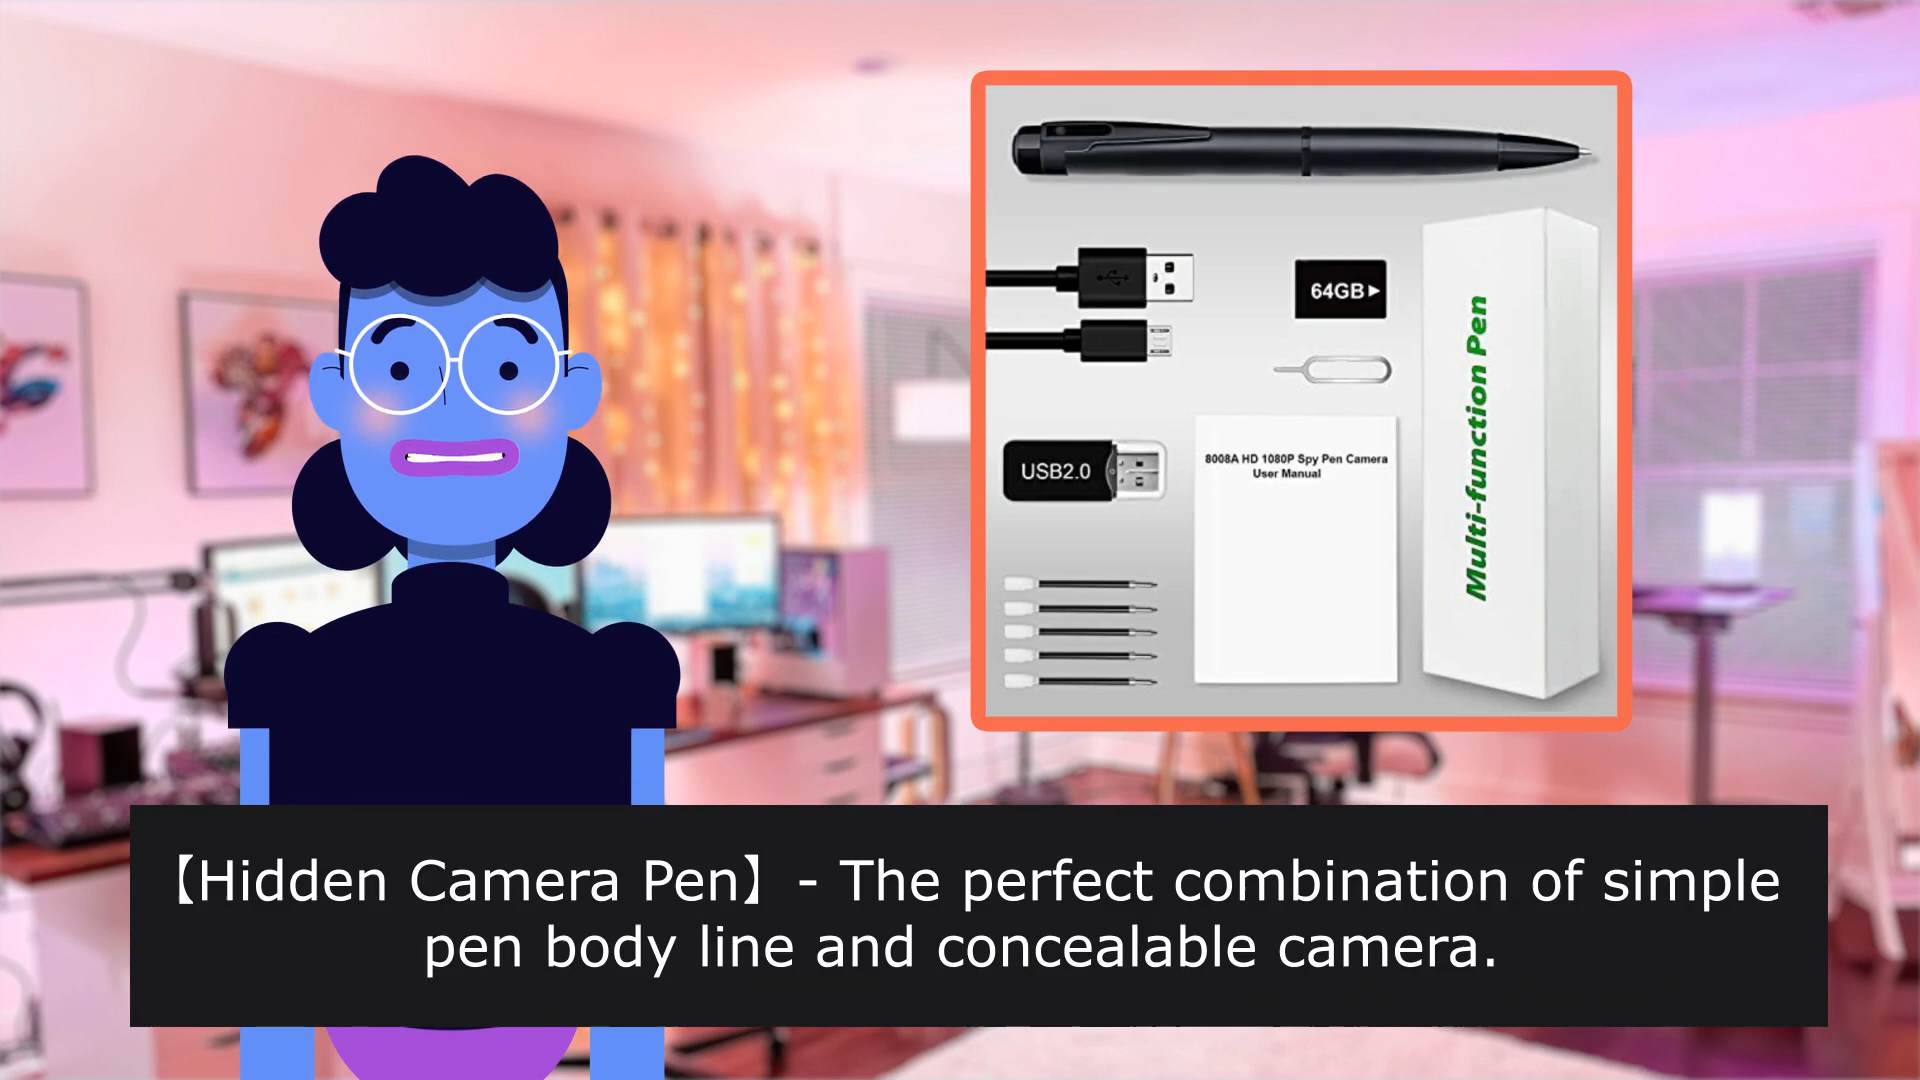 64GB▶
Multi-function Pen
8008A HD 1080P Spy Pen Camera
User Manual
USB2.0
【Hidden Camera Pen】 - The perfect combination of simple
pen body line and concealable camera.